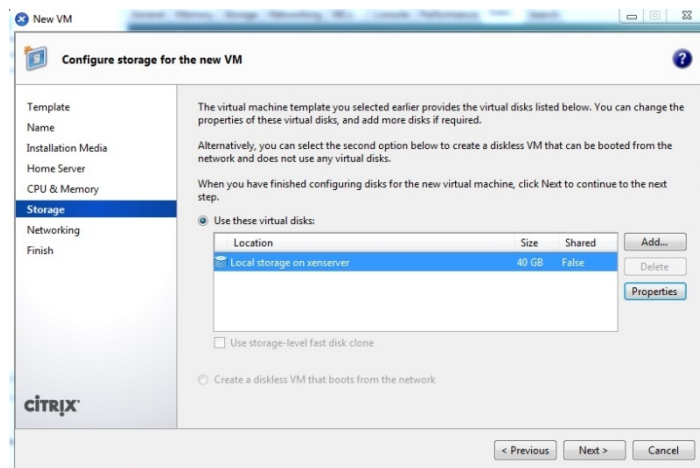 New VM
Configure storage for the new VM
Template
Name
Installation Media
Home Server
CPU & Memory
Storage
Networking
Finish
The virtual machine template you selected earlier provides the virtual disks listed below. You can change the
properties of these virtual disks, and add more disks if required.
Alternatively, you can select the second option below to create a diskless VM that can be booted from the
network and does not use any virtual disks.
When you have finished configuring disks for the new virtual machine, click Next to continue to the next
step.
Use these virtual disks:
Location Size Shared
Local storage on xenserver 40 GB False
Add...
Delete
Properties
Use storage-level fast disk clone
Create a diskless VM that boots from the network
CİTRIX
< Previous Next > Cancel